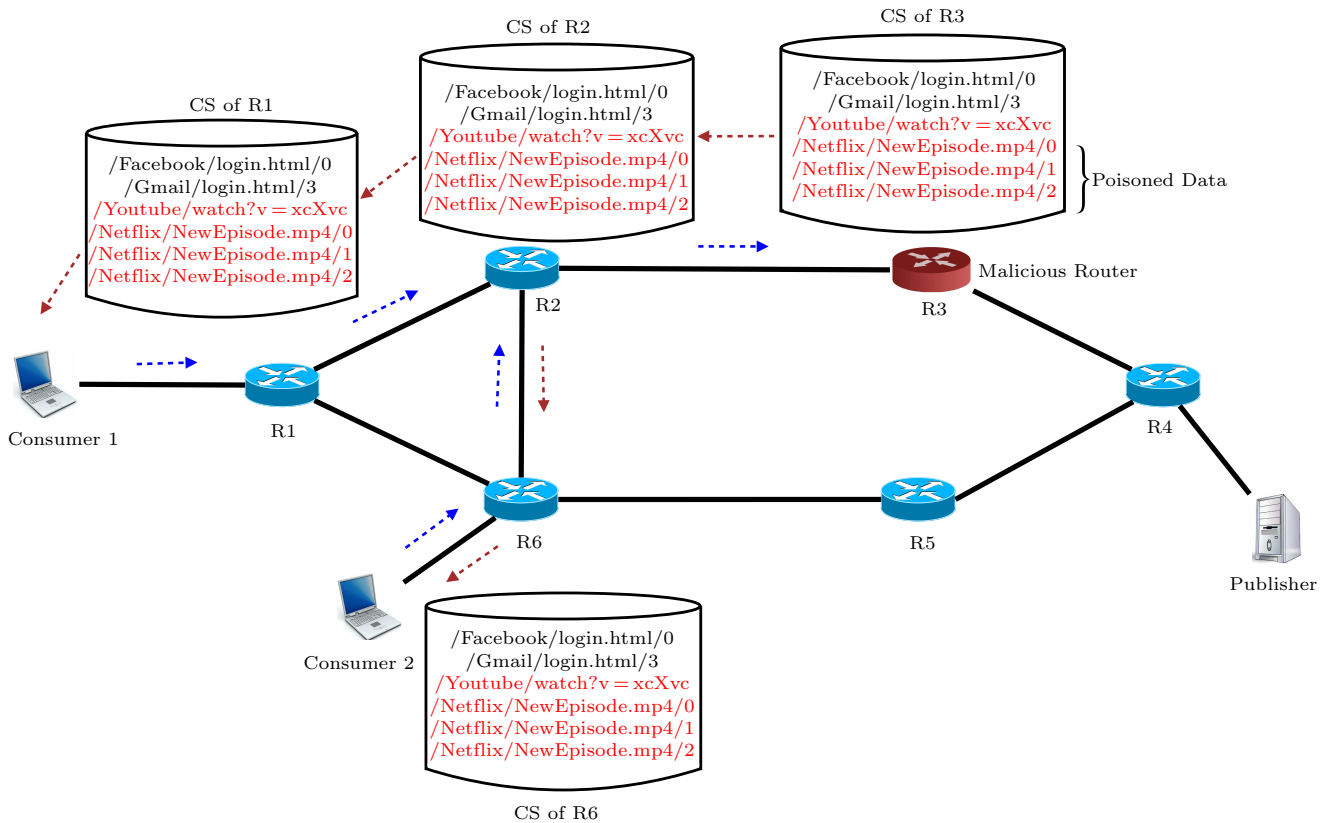 CS of R3
CS of R2
CS of R1
/Facebook/login.html/0
/Gmail/login.html/3
/Youtube/watch?v = xcXvc
/Netflix/NewEpisode.mp4/0
/Netflix/NewEpisode.mp4/1
/Netflix/NewEpisode.mp4/2
/Facebook/login.html/0
/Gmail/login.html/3
/Youtube/watch?v = xcXvc
/Netflix/NewEpisode.mp4/0
/Netflix/NewEpisode.mp4/1
/Netflix/NewEpisode.mp4/2
Poisoned Data
/Facebook/login.html/0
/Gmail/login.html/3
/Youtube/watch?v = xcXvc
/Netflix/NewEpisode.mp4/0
/Netflix/NewEpisode.mp4/1
/Netflix/NewEpisode.mp4/2
Malicious Router
R2
R3
R1
R4
Consumer 1
R6
R5
Publisher
Consumer 2
/Facebook/login.html/0
/Gmail/login.html/3
/Youtube/watch?v = xcXvc
/Netflix/NewEpisode.mp4/0
/Netflix/NewEpisode.mp4/1
/Netflix/NewEpisode.mp4/2
CS of R6